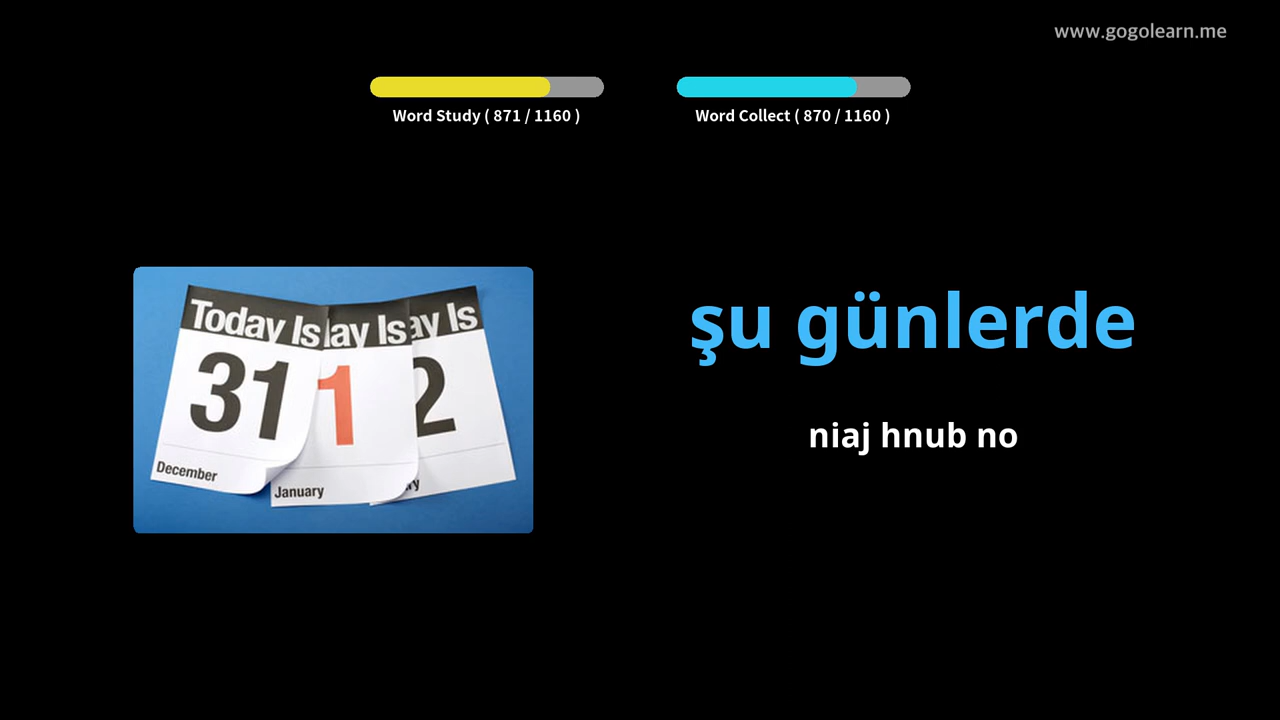 www.gogolearn.me
Word Study ( 871 / 1160 )
Word Collect ( 870 / 1160 )
Today Is
ay Is
ay Is
31
1
2
December
January
ry
şu günlerde
niaj hnub no